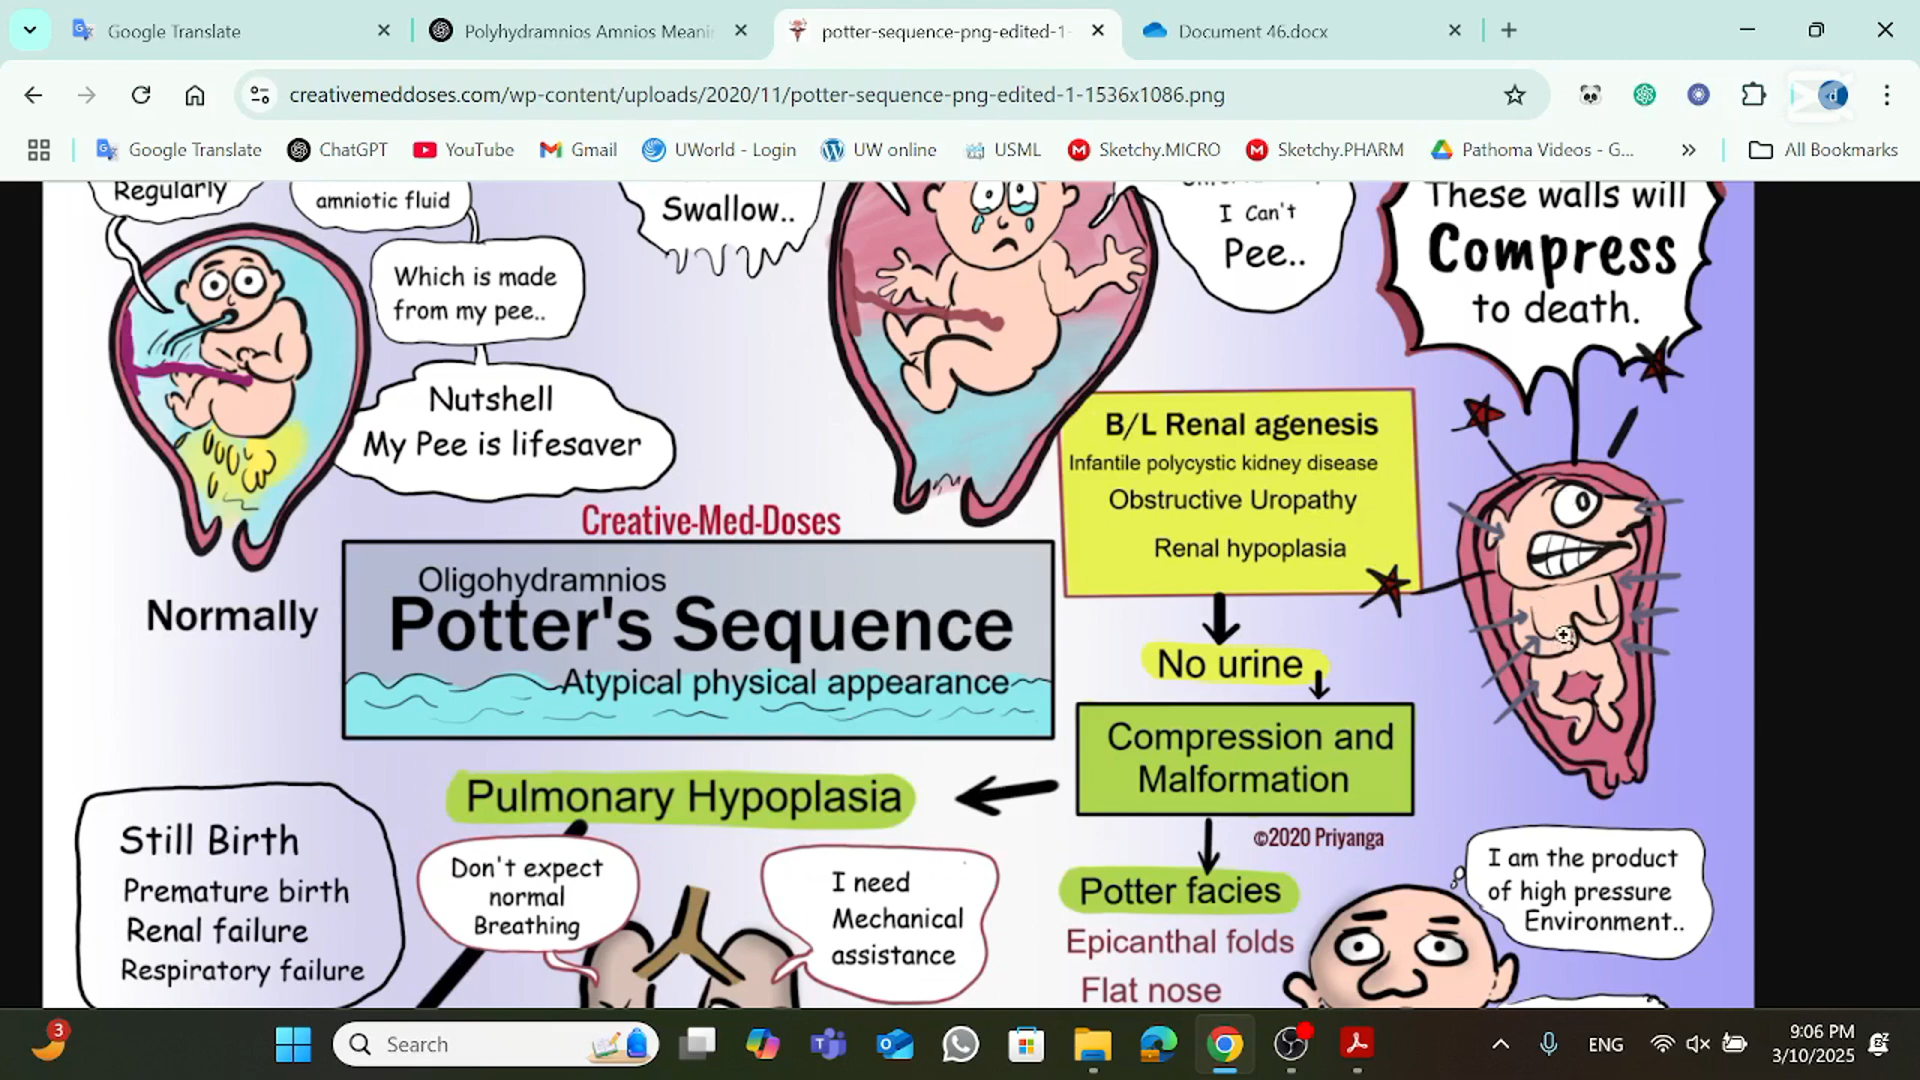 Google Translate
Polyhydramnios Amnios Meani
potter-sequence-png-edited-1-
Document 46.docx
creativemeddoses.com/wp-content/uploads/2020/11/potter-sequence-png-edited-1-1536x1086.png
Google Translate
ChatGPT
YouTube
Gmail
UWorld - Login
UW online
USML
Sketchy.MICRO
Sketchy.PHARM
Pathoma Videos - G...
All Bookmarks
Regularly
amniotic fluid
Which is made
from my pee..
Nutshell
My Pee is lifesaver
Swallow..
I Can't
Pee..
These walls will
Compress
to death.
Normally
Creative-Med-Doses
Oligohydramnios
Potter's Sequence
Atypical physical appearance
B/L Renal agenesis
Infantile polycystic kidney disease
Obstructive Uropathy
Renal hypoplasia
No urine
Compression and
Malformation
©2020 Priyanga
Pulmonary Hypoplasia
Still Birth
Premature birth
Renal failure
Respiratory failure
Don't expect
normal
Breathing
I need
Mechanical
assistance
Potter facies
Epicanthal folds
Flat nose
I am the product
of high pressure
Environment..
3
Search
ENG
9:06 PM
3/10/2025